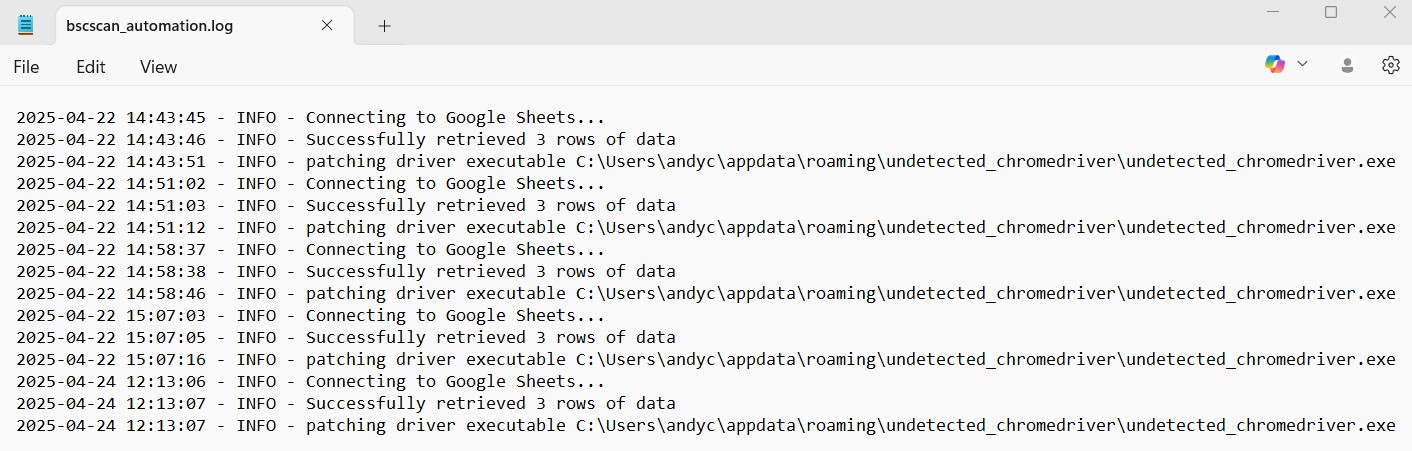 bscscan_automation.log
File Edit View
2025-04-22 14:43:45 - INFO - Connecting to Google Sheets...
2025-04-22 14:43:46 - INFO - Successfully retrieved 3 rows of data
2025-04-22 14:43:51 - INFO - patching driver executable C:\Users\andyc\appdata\roaming\undetected_chromedriver\undetected_chromedriver.exe
2025-04-22 14:51:02 - INFO - Connecting to Google Sheets...
2025-04-22 14:51:03 - INFO - Successfully retrieved 3 rows of data
2025-04-22 14:51:12 - INFO - patching driver executable C:\Users\andyc\appdata\roaming\undetected_chromedriver\undetected_chromedriver.exe
2025-04-22 14:58:37 - INFO - Connecting to Google Sheets...
2025-04-22 14:58:38 - INFO - Successfully retrieved 3 rows of data
2025-04-22 14:58:46 - INFO - patching driver executable C:\Users\andyc\appdata\roaming\undetected_chromedriver\undetected_chromedriver.exe
2025-04-22 15:07:03 - INFO - Connecting to Google Sheets...
2025-04-22 15:07:05 - INFO - Successfully retrieved 3 rows of data
2025-04-22 15:07:16 - INFO - patching driver executable C:\Users\andyc\appdata\roaming\undetected_chromedriver\undetected_chromedriver.exe
2025-04-24 12:13:06 - INFO - Connecting to Google Sheets...
2025-04-24 12:13:07 - INFO - Successfully retrieved 3 rows of data
2025-04-24 12:13:07 - INFO - patching driver executable C:\Users\andyc\appdata\roaming\undetected_chromedriver\undetected_chromedriver.exe